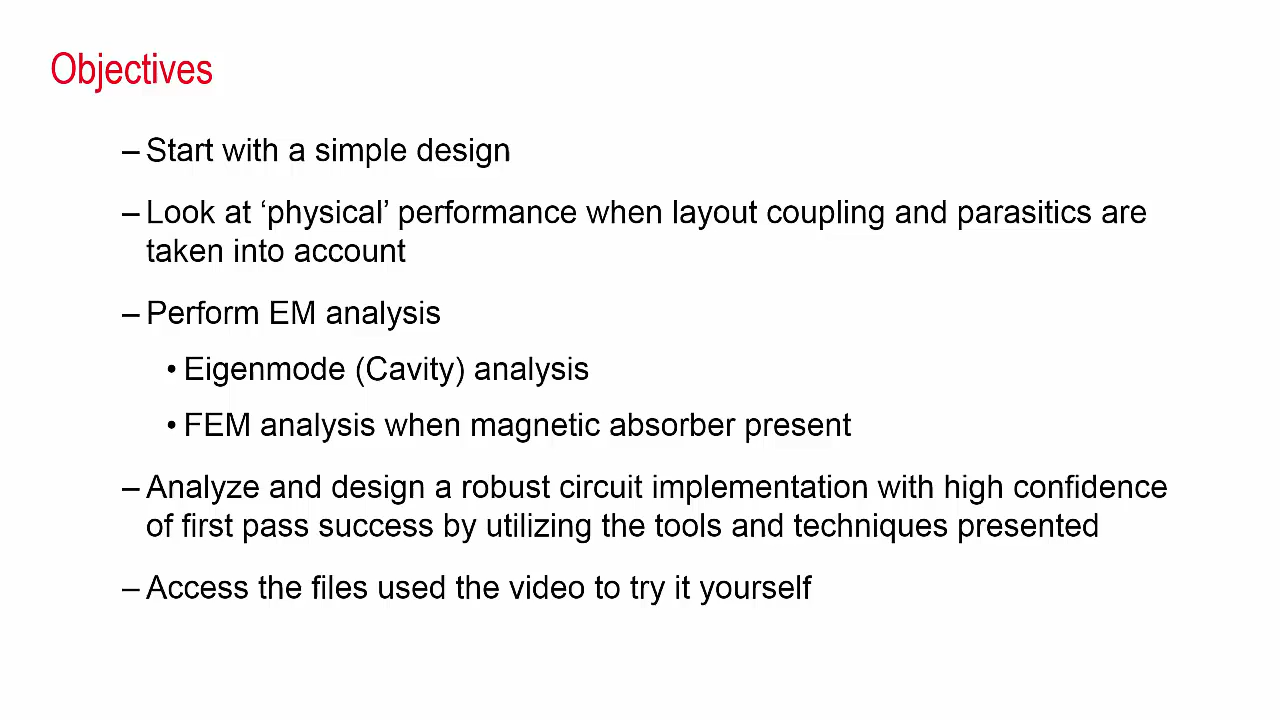 Objectives
– Start with a simple design
– Look at ‘physical’ performance when layout coupling and parasitics are
taken into account
– Perform EM analysis
• Eigenmode (Cavity) analysis
• FEM analysis when magnetic absorber present
– Analyze and design a robust circuit implementation with high confidence
of first pass success by utilizing the tools and techniques presented
– Access the files used the video to try it yourself